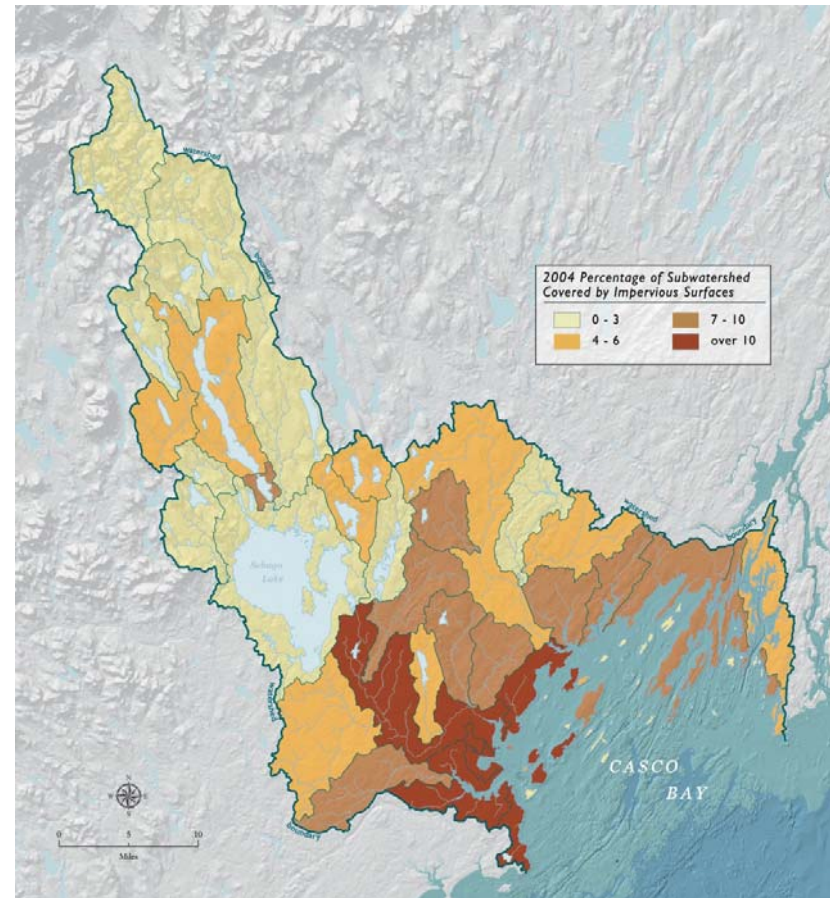 watershed
boundary
2004 Percentage of Subwatershed
Covered by Impervious Surfaces
0 - 3
7 - 10
4 - 6
over 10
watershed
boundary
Sebago
Lake
watershed
CASCO
BAY
N
W
E
S
0
5
10
Miles
boundary